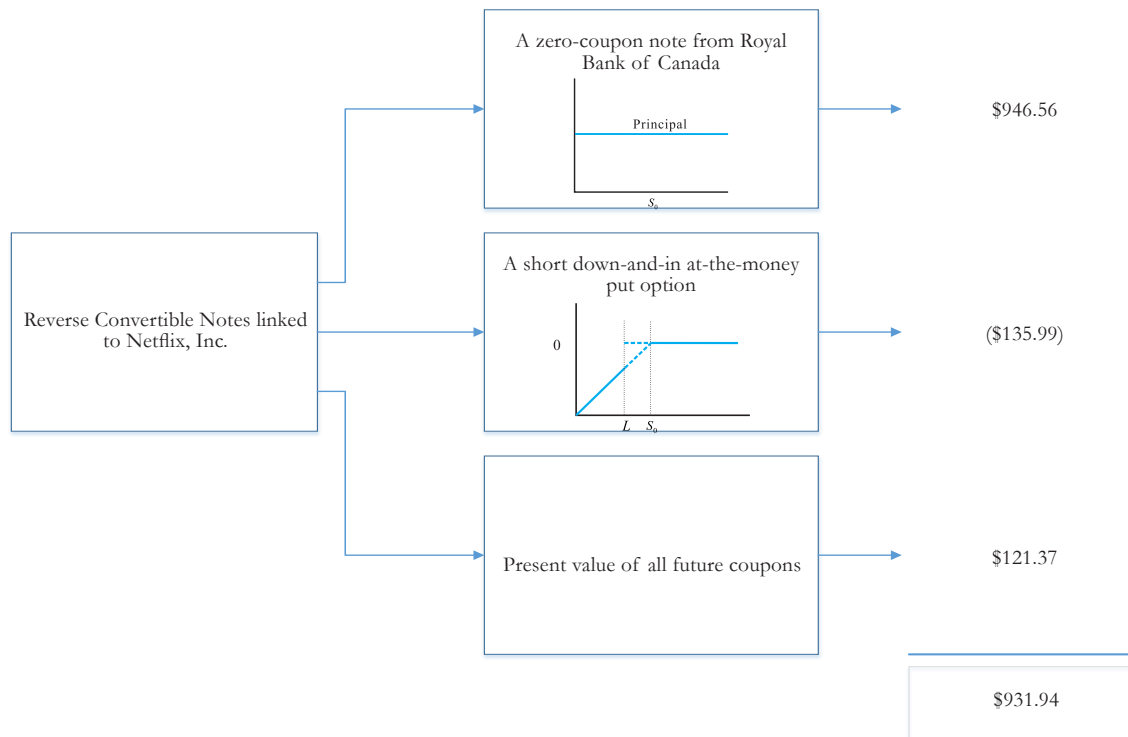 A zero-coupon note from Royal
Bank of Canada
Principal
S₀
$946.56
Reverse Convertible Notes linked
to Netflix, Inc.
A short down-and-in at-the-money
put option
0
L S₀
($135.99)
Present value of all future coupons
$121.37
$931.94